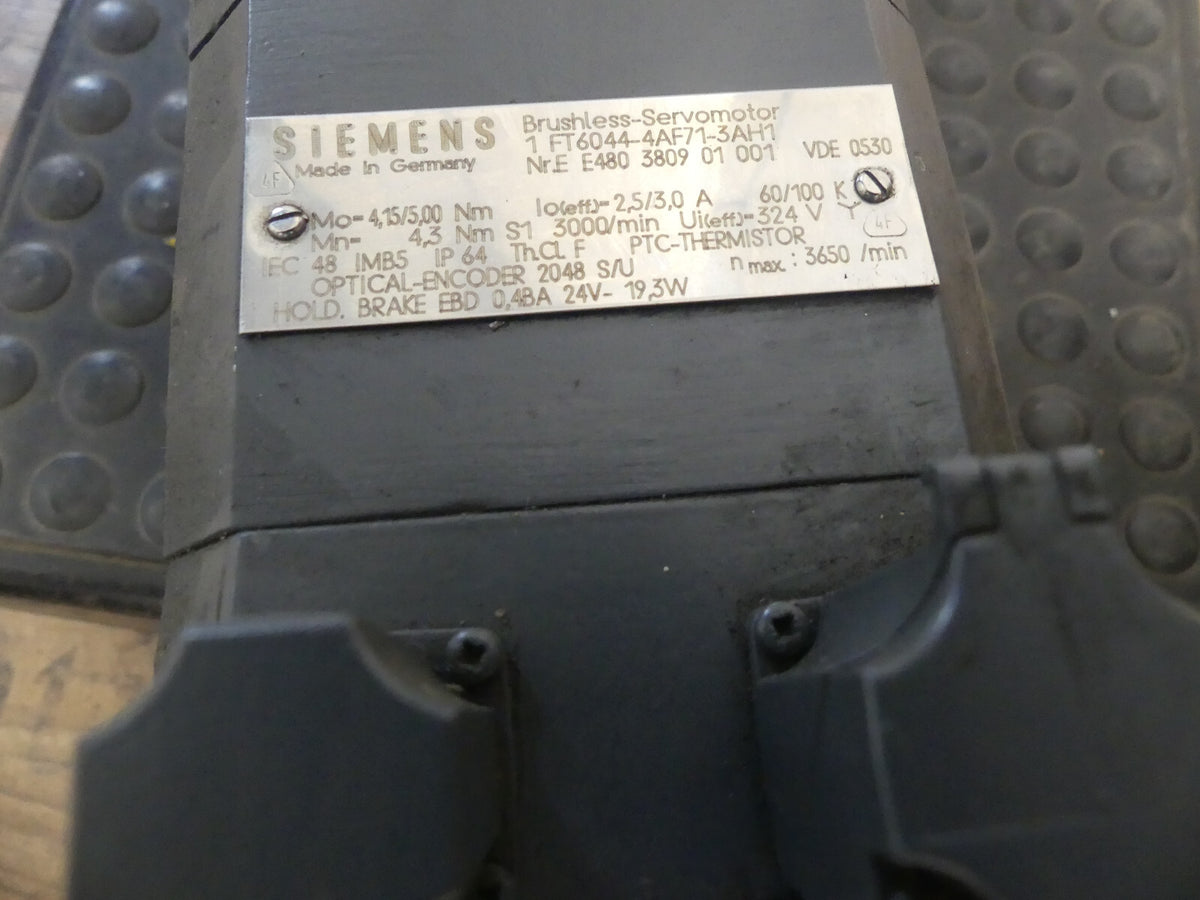 SIEMENS
Made In Germany
Brushless-Servomotor
1 FT6044-4AF71-3AH1
Nr.E E480 3809 01 001 VDE 0530
4F
Mo= 4,15/5,00 Nm Io(eff.)= 2,5/3,0 A 60/100 K
Mn= 4,3 Nm S1 3000/min Ui(eff)=324 V Y
4F
IEC 48 IMB5 IP 64 Th.Cl. F PTC-THERMISTOR
OPTICAL-ENCODER 2048 S/U n max. : 3650 /min
HOLD. BRAKE EBD 0,4BA 24V- 19,3W